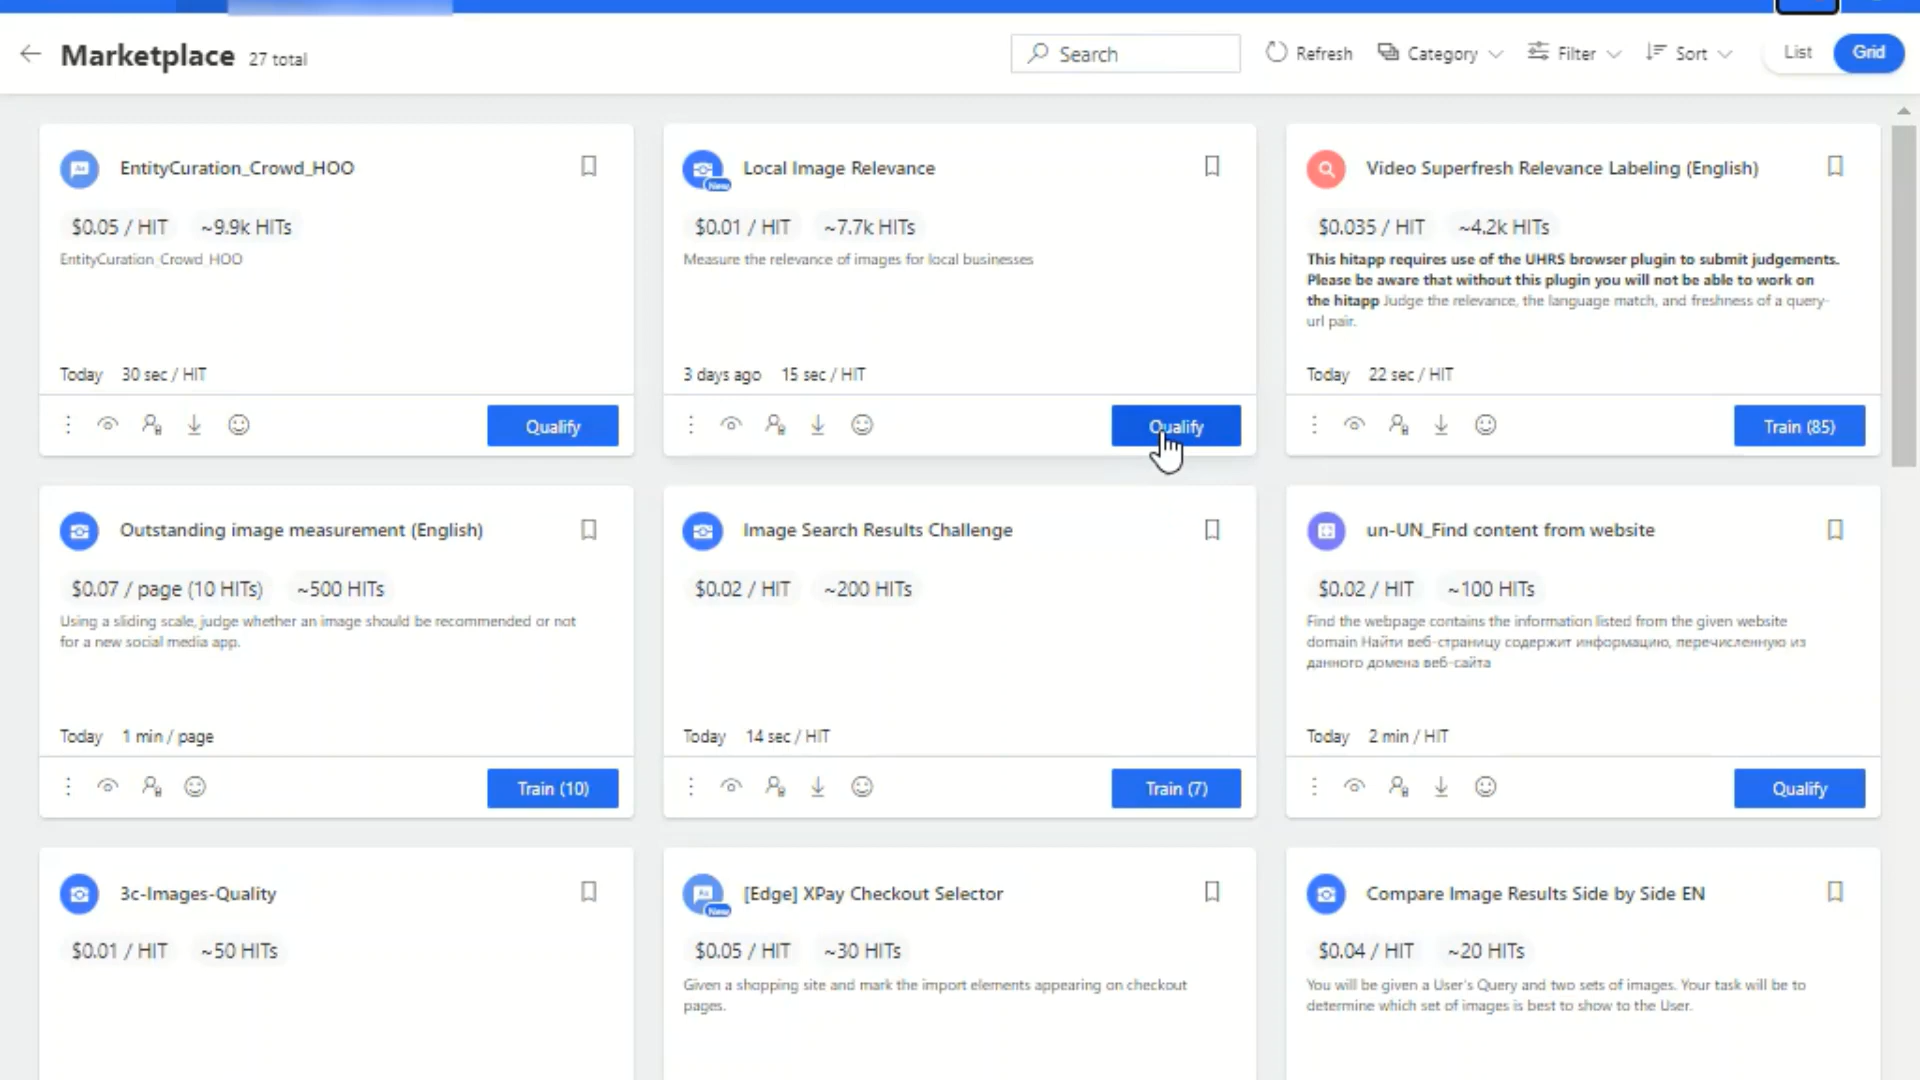 Marketplace 27 total
Search
Refresh
Category
Filter
Sort
List
Grid
EntityCuration_Crowd_HOO
$0.05 / HIT ~9.9k HITs
EntityCuration_Crowd_HOO
Today 30 sec / HIT
Qualify
Local Image Relevance
New
$0.01 / HIT ~7.7k HITs
Measure the relevance of images for local businesses
3 days ago 15 sec / HIT
Qualify
Video Superfresh Relevance Labeling (English)
$0.035 / HIT ~4.2k HITs
This hitapp requires use of the UHRS browser plugin to submit judgements.
Please be aware that without this plugin you will not be able to work on
the hitapp Judge the relevance, the language match, and freshness of a query-
url pair.
Today 22 sec / HIT
Train (85)
Outstanding image measurement (English)
$0.07 / page (10 HITs) ~500 HITs
Using a sliding scale, judge whether an image should be recommended or not
for a new social media app.
Today 1 min / page
Train (10)
Image Search Results Challenge
$0.02 / HIT ~200 HITs
Today 14 sec / HIT
Train (7)
un-UN_Find content from website
$0.02 / HIT ~100 HITs
Find the webpage contains the information listed from the given website
domain Найти веб-страницу содержит информацию, перечисленную из
данного домена веб-сайта
Today 2 min / HIT
Qualify
3c-Images-Quality
$0.01 / HIT ~50 HITs
[Edge] XPay Checkout Selector
New
$0.05 / HIT ~30 HITs
Given a shopping site and mark the import elements appearing on checkout
pages.
Compare Image Results Side by Side EN
$0.04 / HIT ~20 HITs
You will be given a User's Query and two sets of images. Your task will be to
determine which set of images is best to show to the User.